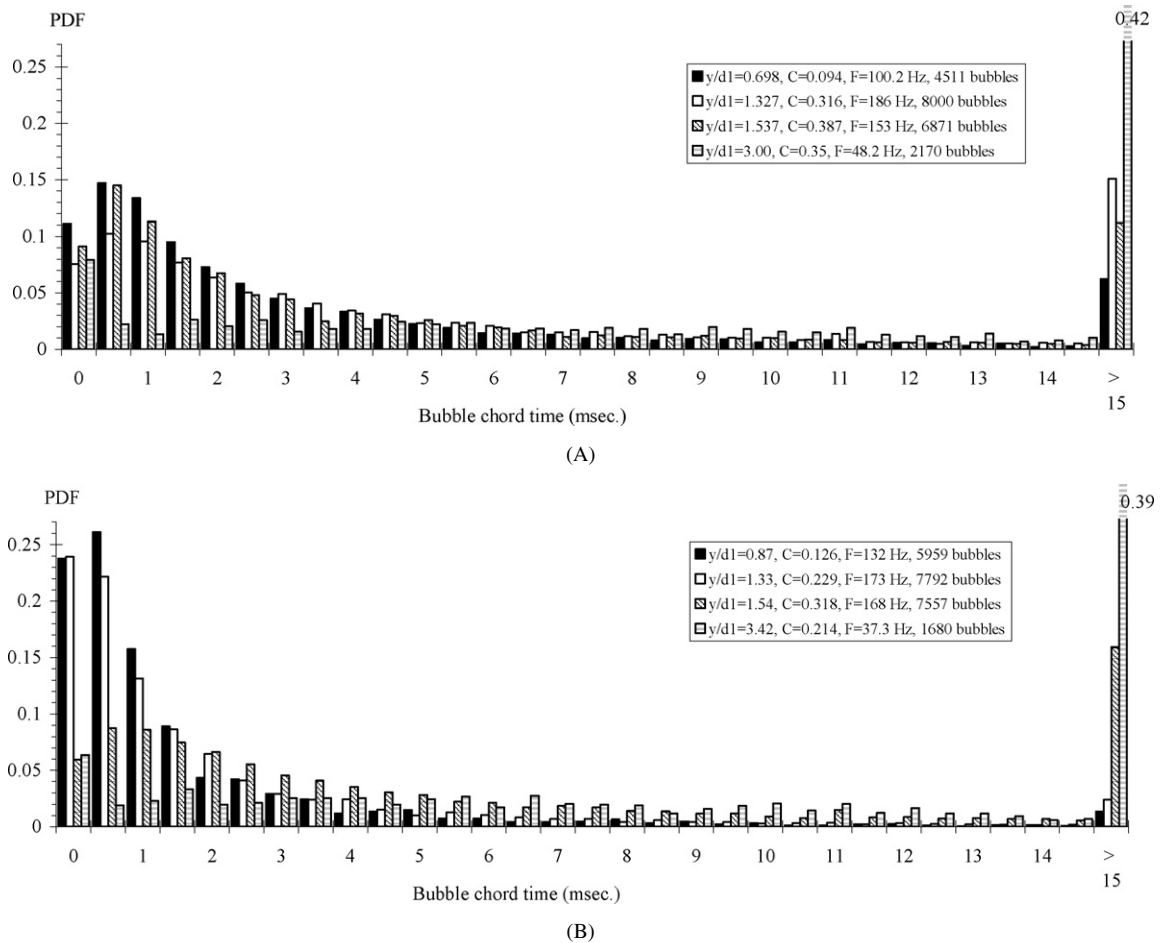 PDF
0.42
0.25
0.2
0.15
0.1
0.05
0
y/d1=0.698, C=0.094, F=100.2 Hz, 4511 bubbles
y/d1=1.327, C=0.316, F=186 Hz, 8000 bubbles
y/d1=1.537, C=0.387, F=153 Hz, 6871 bubbles
y/d1=3.00, C=0.35, F=48.2 Hz, 2170 bubbles
0 1 2 3 4 5 6 7 8 9 10 11 12 13 14 >
15
Bubble chord time (msec.)
(A)
PDF
0.39
0.25
0.2
0.15
0.1
0.05
0
y/d1=0.87, C=0.126, F=132 Hz, 5959 bubbles
y/d1=1.33, C=0.229, F=173 Hz, 7792 bubbles
y/d1=1.54, C=0.318, F=168 Hz, 7557 bubbles
y/d1=3.42, C=0.214, F=37.3 Hz, 1680 bubbles
0 1 2 3 4 5 6 7 8 9 10 11 12 13 14 >
15
Bubble chord time (msec.)
(B)